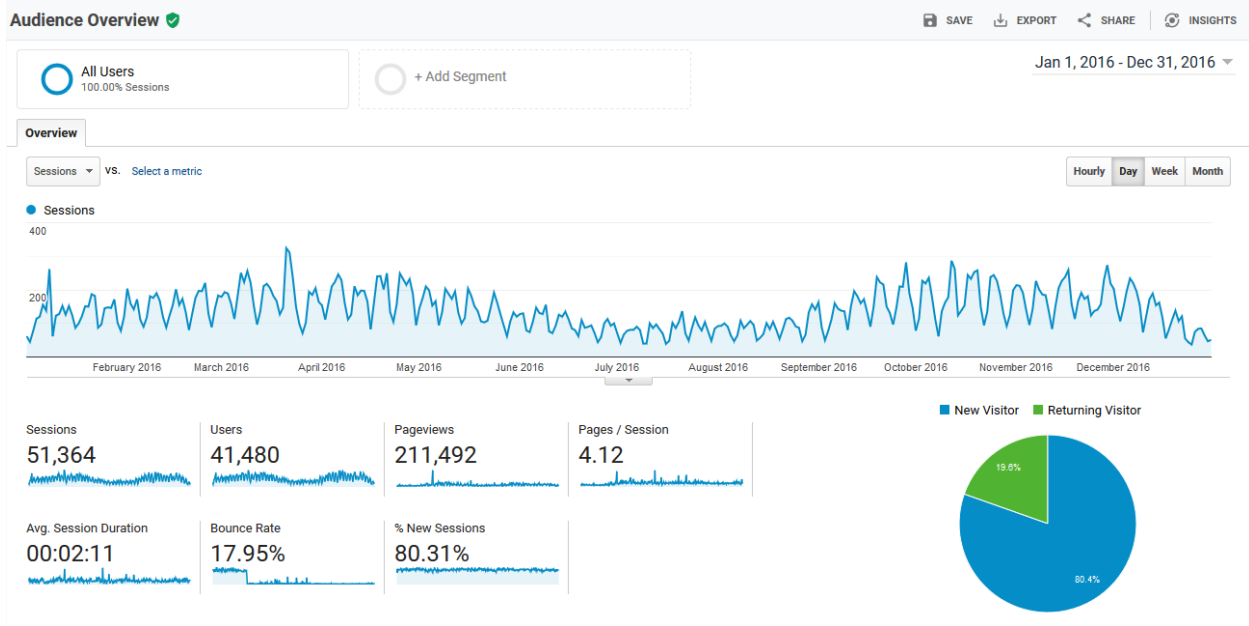 Audience Overview
SAVE EXPORT SHARE INSIGHTS
All Users
100.00% Sessions
+ Add Segment
Jan 1, 2016 - Dec 31, 2016
Overview
Sessions VS. Select a metric
Hourly Day Week Month
Sessions
400
200
February 2016 March 2016 April 2016 May 2016 June 2016 July 2016 August 2016 September 2016 October 2016 November 2016 December 2016
New Visitor Returning Visitor
Sessions Users Pageviews Pages / Session
51,364 41,480 211,492 4.12
19.6%
Avg. Session Duration Bounce Rate % New Sessions
00:02:11 17.95% 80.31%
80.4%